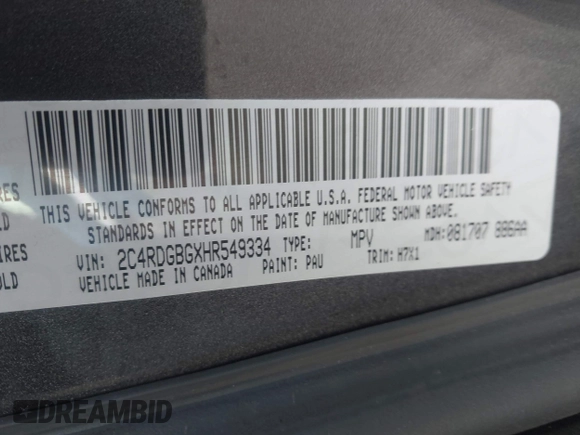 THIS VEHICLE CONFORMS TO ALL APPLICABLE U.S.A. FEDERAL MOTOR VEHICLE SAFETY
STANDARDS IN EFFECT ON THE DATE OF MANUFACTURE SHOWN ABOVE.
VIN: 2C4RDGBGXHR549334 TYPE: MPV MDH: 081707 886AA
VEHICLE MADE IN CANADA PAINT: PAU TRIM: H7X1
DREAMBID